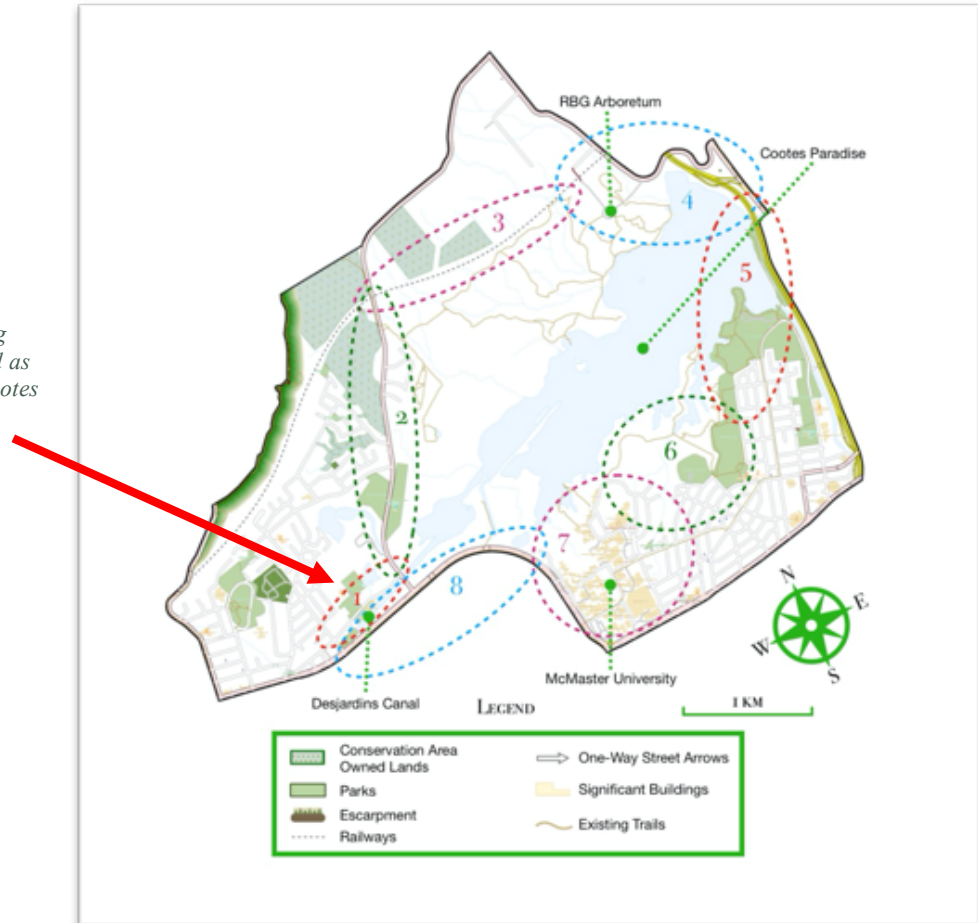 RBG Arboretum
Cootes Paradise
4
3
5
g
l as
otes
2
6
7
1
8
N
E
W
S
McMaster University
Desjardins Canal
LEGEND
1 KM
Conservation Area
Owned Lands
One-Way Street Arrows
Parks
Significant Buildings
Escarpment
Existing Trails
Railways